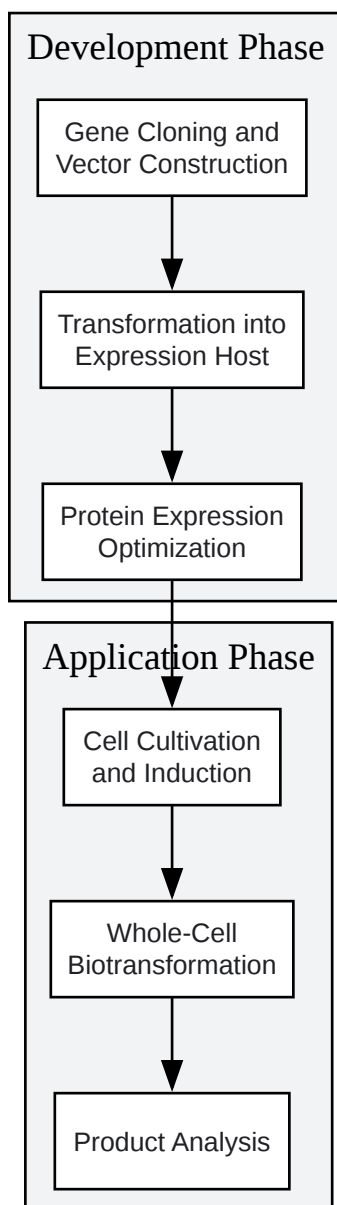 Development Phase
Gene Cloning and
Vector Construction
Transformation into
Expression Host
Protein Expression
Optimization
Application Phase
Cell Cultivation
and Induction
Whole-Cell
Biotransformation
Product Analysis